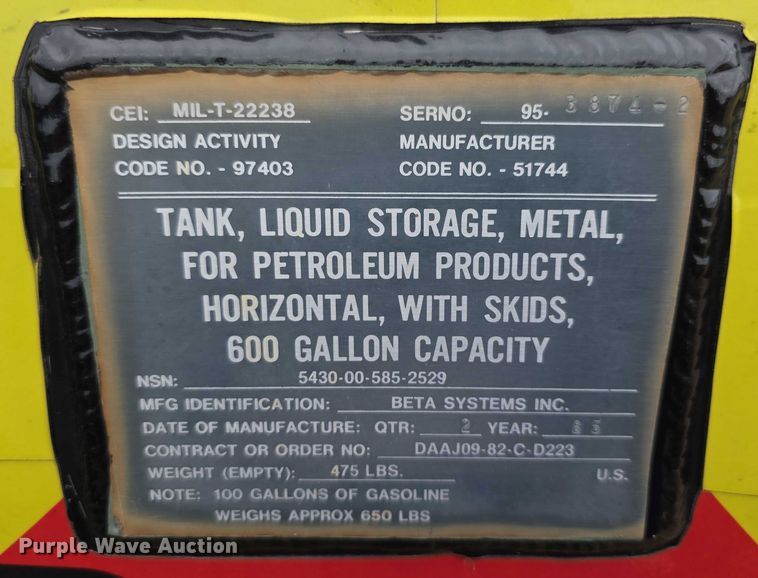 CEI: MIL-T-22238 SERNO: 95-3874-2
DESIGN ACTIVITY MANUFACTURER
CODE NO. - 97403 CODE NO. - 51744
TANK, LIQUID STORAGE, METAL,
FOR PETROLEUM PRODUCTS,
HORIZONTAL, WITH SKIDS,
600 GALLON CAPACITY
NSN: 5430-00-585-2529
MFG IDENTIFICATION: BETA SYSTEMS INC.
DATE OF MANUFACTURE: QTR: 2 YEAR:
CONTRACT OR ORDER NO: DAAJ09-82-C-D223
WEIGHT (EMPTY): 475 LBS. U.S.
NOTE: 100 GALLONS OF GASOLINE
WEIGHS APPROX 650 LBS
Purple Wave Auction